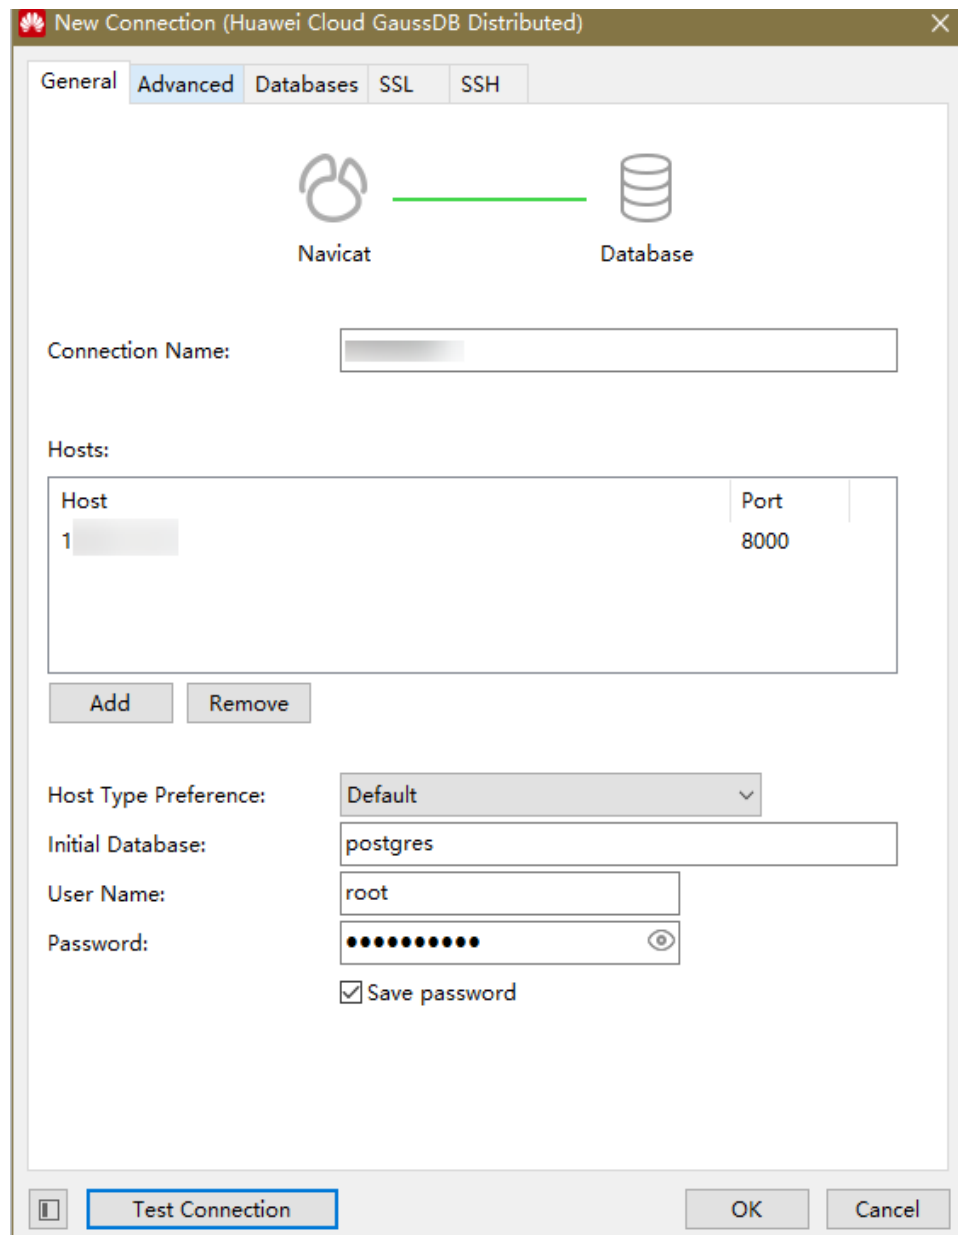 New Connection (Huawei Cloud GaussDB Distributed)
General Advanced Databases SSL SSH
Navicat Database
Connection Name:
Hosts:
Host Port
1 8000
Add Remove
Host Type Preference: Default
Initial Database: postgres
User Name: root
Password: ●●●●●●●●●●
Save password
Test Connection OK Cancel